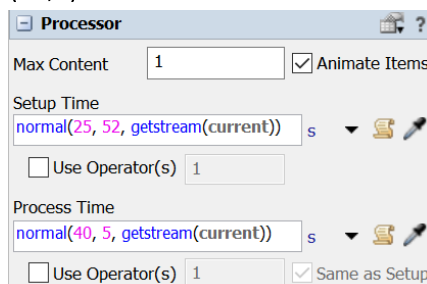 Processor ?
Max Content 1 Animate Items
Setup Time
normal(25, 52, getstream(current)) s
Use Operator(s) 1
Process Time
normal(40, 5, getstream(current)) s
Use Operator(s) 1 Same as Setup